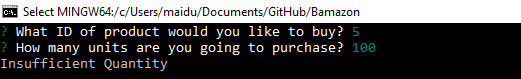 Select MINGW64:/c/Users/maidu/Documents/GitHub/Bamazon
? What ID of product would you like to buy? 5
? How many units are you going to purchase? 100
Insufficient Quantity